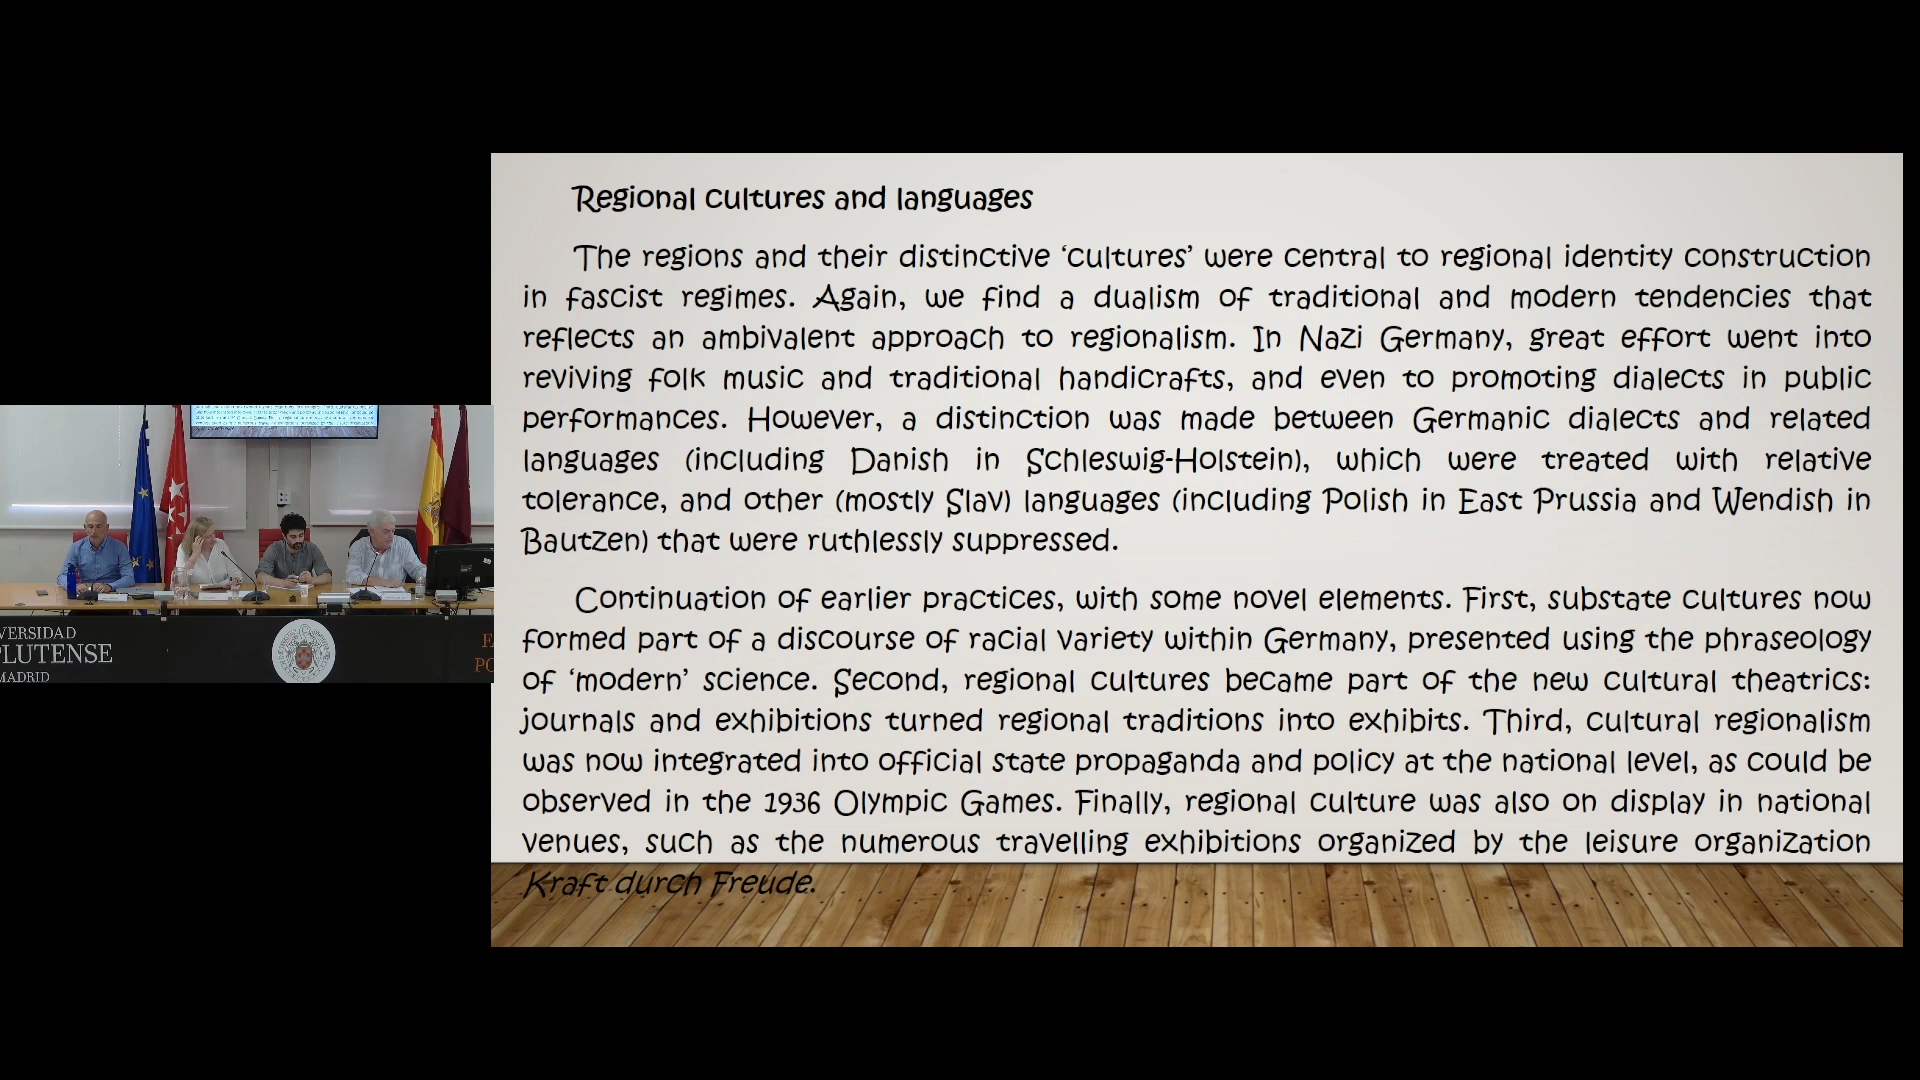 Regional cultures and languages
The regions and their distinctive ‘cultures’ were central to regional identity construction
in fascist regimes. Again, we find a dualism of traditional and modern tendencies that
reflects an ambivalent approach to regionalism. In Nazi Germany, great effort went into
reviving folk music and traditional handicrafts, and even to promoting dialects in public
performances. However, a distinction was made between Germanic dialects and related
languages (including Danish in Schleswig-Holstein), which were treated with relative
tolerance, and other (mostly Slav) languages (including Polish in East Prussia and Wendish in
Bautzen) that were ruthlessly suppressed.
Continuation of earlier practices, with some novel elements. First, substate cultures now
formed part of a discourse of racial variety within Germany, presented using the phraseology
of ‘modern’ science. Second, regional cultures became part of the new cultural theatrics:
journals and exhibitions turned regional traditions into exhibits. Third, cultural regionalism
was now integrated into official state propaganda and policy at the national level, as could be
observed in the 1936 Olympic Games. Finally, regional culture was also on display in national
venues, such as the numerous travelling exhibitions organized by the leisure organization
Kraft durch Freude.
VERSIDAD
PLUTENSE
MADRID
F
PO